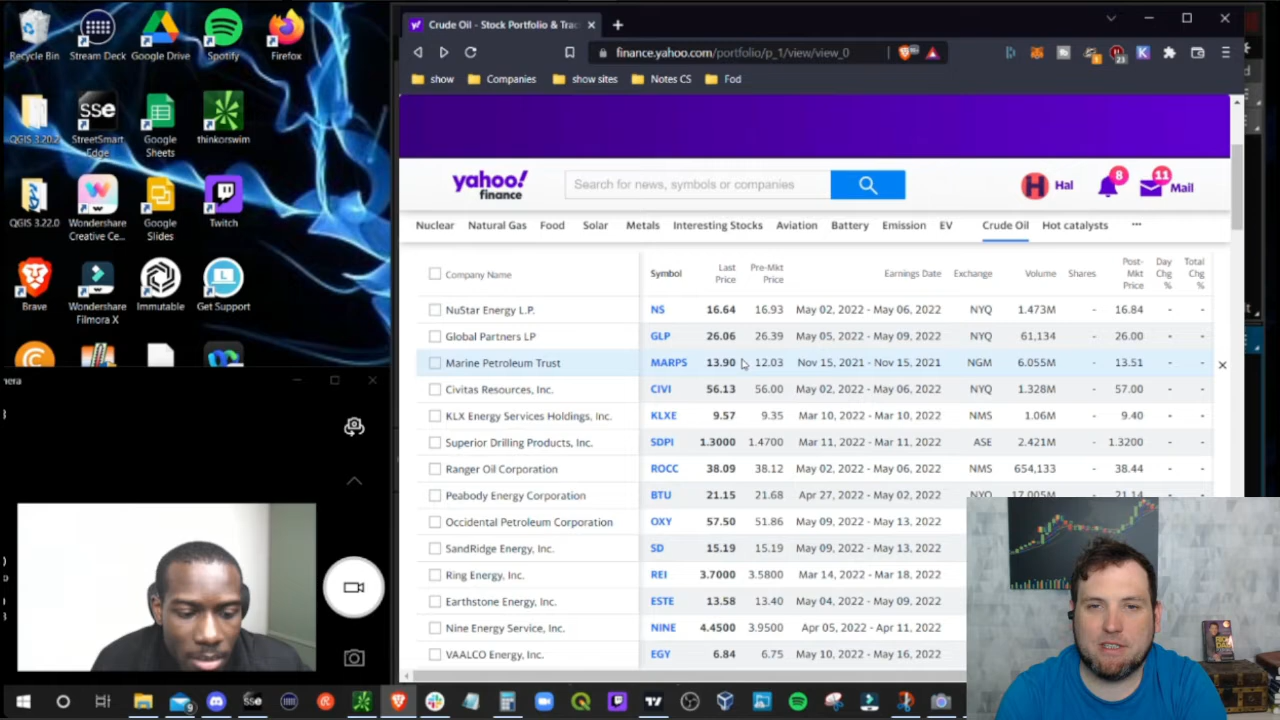 Recycle Bin
Stream Deck
Google Drive
Spotify
Firefox
QGIS 3.20.2
StreetSmart Edge
Google Sheets
thinkorswim
QGIS 3.22.0
Wondershare Creative Ce...
Google Slides
Twitch
Brave
Wondershare Filmora X
Immutable
Get Support
mera
Crude Oil - Stock Portfolio & Trac
finance.yahoo.com/portfolio/p_1/view/view_0
show Companies show sites Notes CS Fod
yahoo! finance
Search for news, symbols or companies
H Hal 8 11 Mail
Nuclear Natural Gas Food Solar Metals Interesting Stocks Aviation Battery Emission EV Crude Oil Hot catalysts ...
Company Name Symbol Last Price Pre-Mkt Price Earnings Date Exchange Volume Shares Post-Mkt Price Day Chg % Total Chg %
NuStar Energy L.P. NS 16.64 16.93 May 02, 2022 - May 06, 2022 NYQ 1.473M - 16.84 - -
Global Partners LP GLP 26.06 26.39 May 05, 2022 - May 09, 2022 NYQ 61,134 - 26.00 - -
Marine Petroleum Trust MARPS 13.90 12.03 Nov 15, 2021 - Nov 15, 2021 NGM 6.055M - 13.51 - -
Civitas Resources, Inc. CIVI 56.13 56.00 May 02, 2022 - May 06, 2022 NYQ 1.328M - 57.00 - -
KLX Energy Services Holdings, Inc. KLXE 9.57 9.35 Mar 10, 2022 - Mar 10, 2022 NMS 1.06M - 9.40 - -
Superior Drilling Products, Inc. SDPI 1.3000 1.4700 Mar 11, 2022 - Mar 11, 2022 ASE 2.421M - 1.3200 - -
Ranger Oil Corporation ROCC 38.09 38.12 May 02, 2022 - May 06, 2022 NMS 654,133 - 38.44 - -
Peabody Energy Corporation BTU 21.15 21.68 Apr 27, 2022 - May 02, 2022 NYQ 17.005M - 21.14 - -
Occidental Petroleum Corporation OXY 57.50 51.86 May 09, 2022 - May 13, 2022
SandRidge Energy, Inc. SD 15.19 15.19 May 09, 2022 - May 13, 2022
Ring Energy, Inc. REI 3.7000 3.5800 Mar 14, 2022 - Mar 18, 2022
Earthstone Energy, Inc. ESTE 13.58 13.40 May 04, 2022 - May 09, 2022
Nine Energy Service, Inc. NINE 4.4500 3.9500 Apr 05, 2022 - Apr 11, 2022
VAALCO Energy, Inc. EGY 6.84 6.75 May 10, 2022 - May 16, 2022